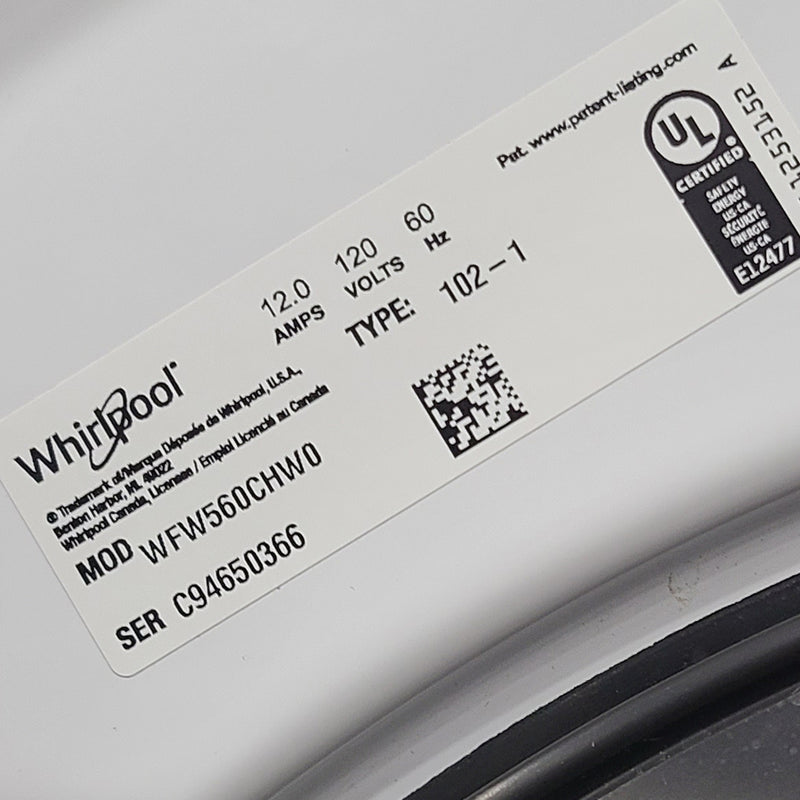 Pat. www.patent-listing.com
UL
CERTIFIED
SAFETY
ENERGY
US-CA
SÉCURITÉ
ÉNERGIE
US-CA
E12477
1253152 A
12.0 120 60
AMPS VOLTS Hz
TYPE: 102-1
Whirlpool
® Trademark of/Marque Déposée de Whirlpool, U.S.A.,
Benton Harbor, MI. 49022
Whirlpool Canada, Licensee / Emploi Licencié au Canada
MOD WFW560CHW0
SER C94650366